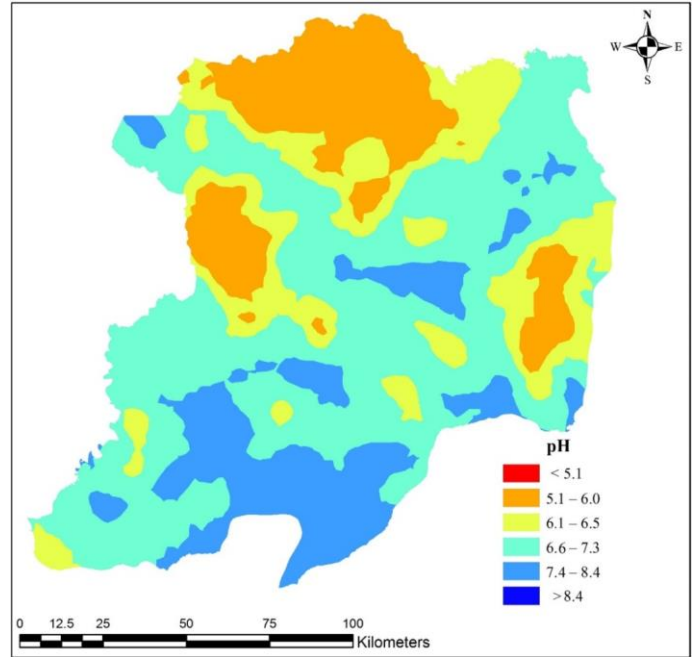 N
W E
S
pH
< 5.1
5.1 – 6.0
6.1 – 6.5
6.6 – 7.3
7.4 – 8.4
>8.4
0 12.5 25 50 75 100
Kilometers